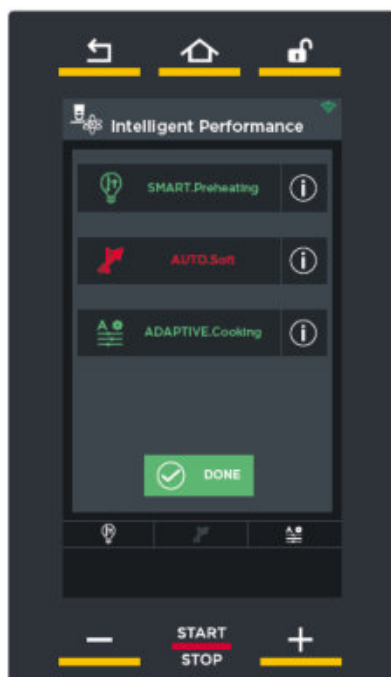 Intelligent Performance
SMART.Preheating
AUTO.Soft
ADAPTIVE.Cooking
DONE
START
STOP